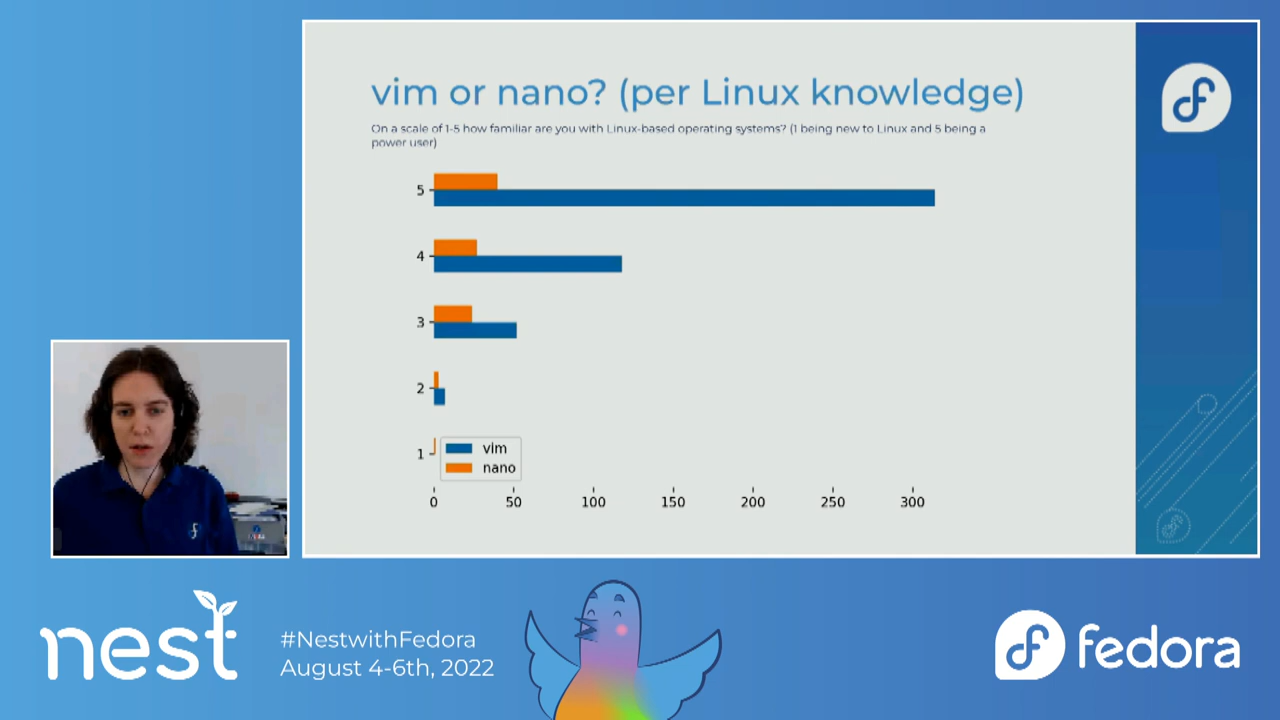 vim or nano? (per Linux knowledge)
On a scale of 1-5 how familiar are you with Linux-based operating systems? (1 being new to Linux and 5 being a
power user)
5
4
3
2
1
vim
nano
0 50 100 150 200 250 300
nest
#NestwithFedora
August 4-6th, 2022
fedora